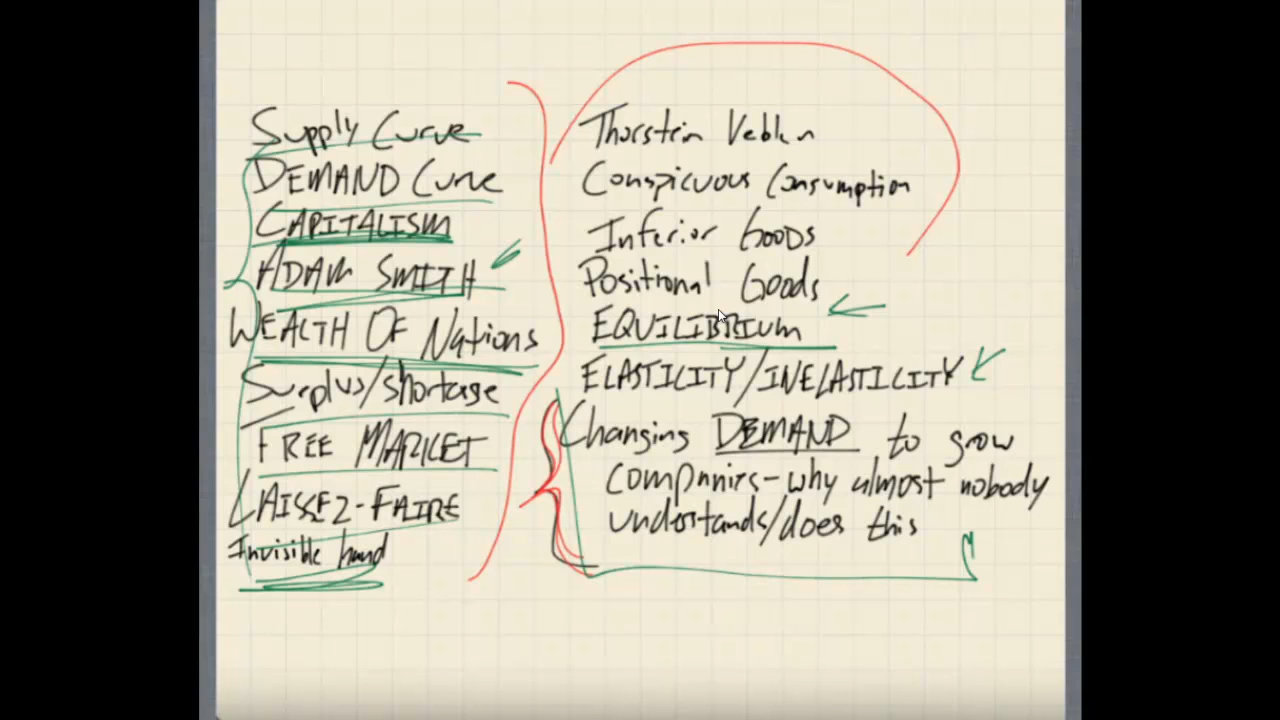 Supply Curve
DEMAND Curve
CAPITALISM
ADAM SMITH
WEALTH OF Nations
Surplus/shortage
FREE MARKET
LAISSEZ-FAIRE
Invisible hand
Thorstein Veblen
Conspicuous Consumption
Inferior GOODS
Positional Goods
EQUILIBRIUM
ELASTICITY/INELASTICITY
Changing DEMAND to grow
companies-why almost nobody
understands/does this